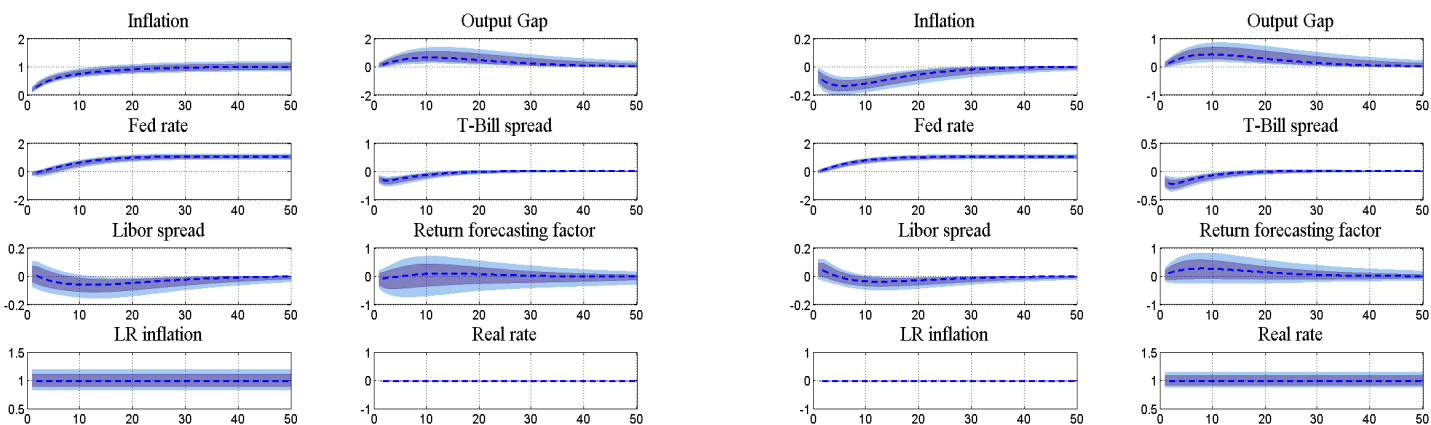 Inflation Output Gap Inflation Output Gap
2 2 0.2 1
1 0 0 0
0 -2 -0.2 -1
0 10 20 30 40 50 0 10 20 30 40 50 0 10 20 30 40 50 0 10 20 30 40 50
Fed rate T-Bill spread Fed rate T-Bill spread
2 1 2 0.5
0 0 0 0
-2 -1 -2 -0.5
0 10 20 30 40 50 0 10 20 30 40 50 0 10 20 30 40 50 0 10 20 30 40 50
Libor spread Return forecasting factor Libor spread Return forecasting factor
0.2 1 0.2 1
0 0 0 0
-0.2 -1 -0.2 -1
0 10 20 30 40 50 0 10 20 30 40 50 0 10 20 30 40 50 0 10 20 30 40 50
LR inflation Real rate LR inflation Real rate
1.5 1 1 1.5
1 0 0 1
0.5 -1 -1 0.5
0 10 20 30 40 50 0 10 20 30 40 50 0 10 20 30 40 50 0 10 20 30 40 50